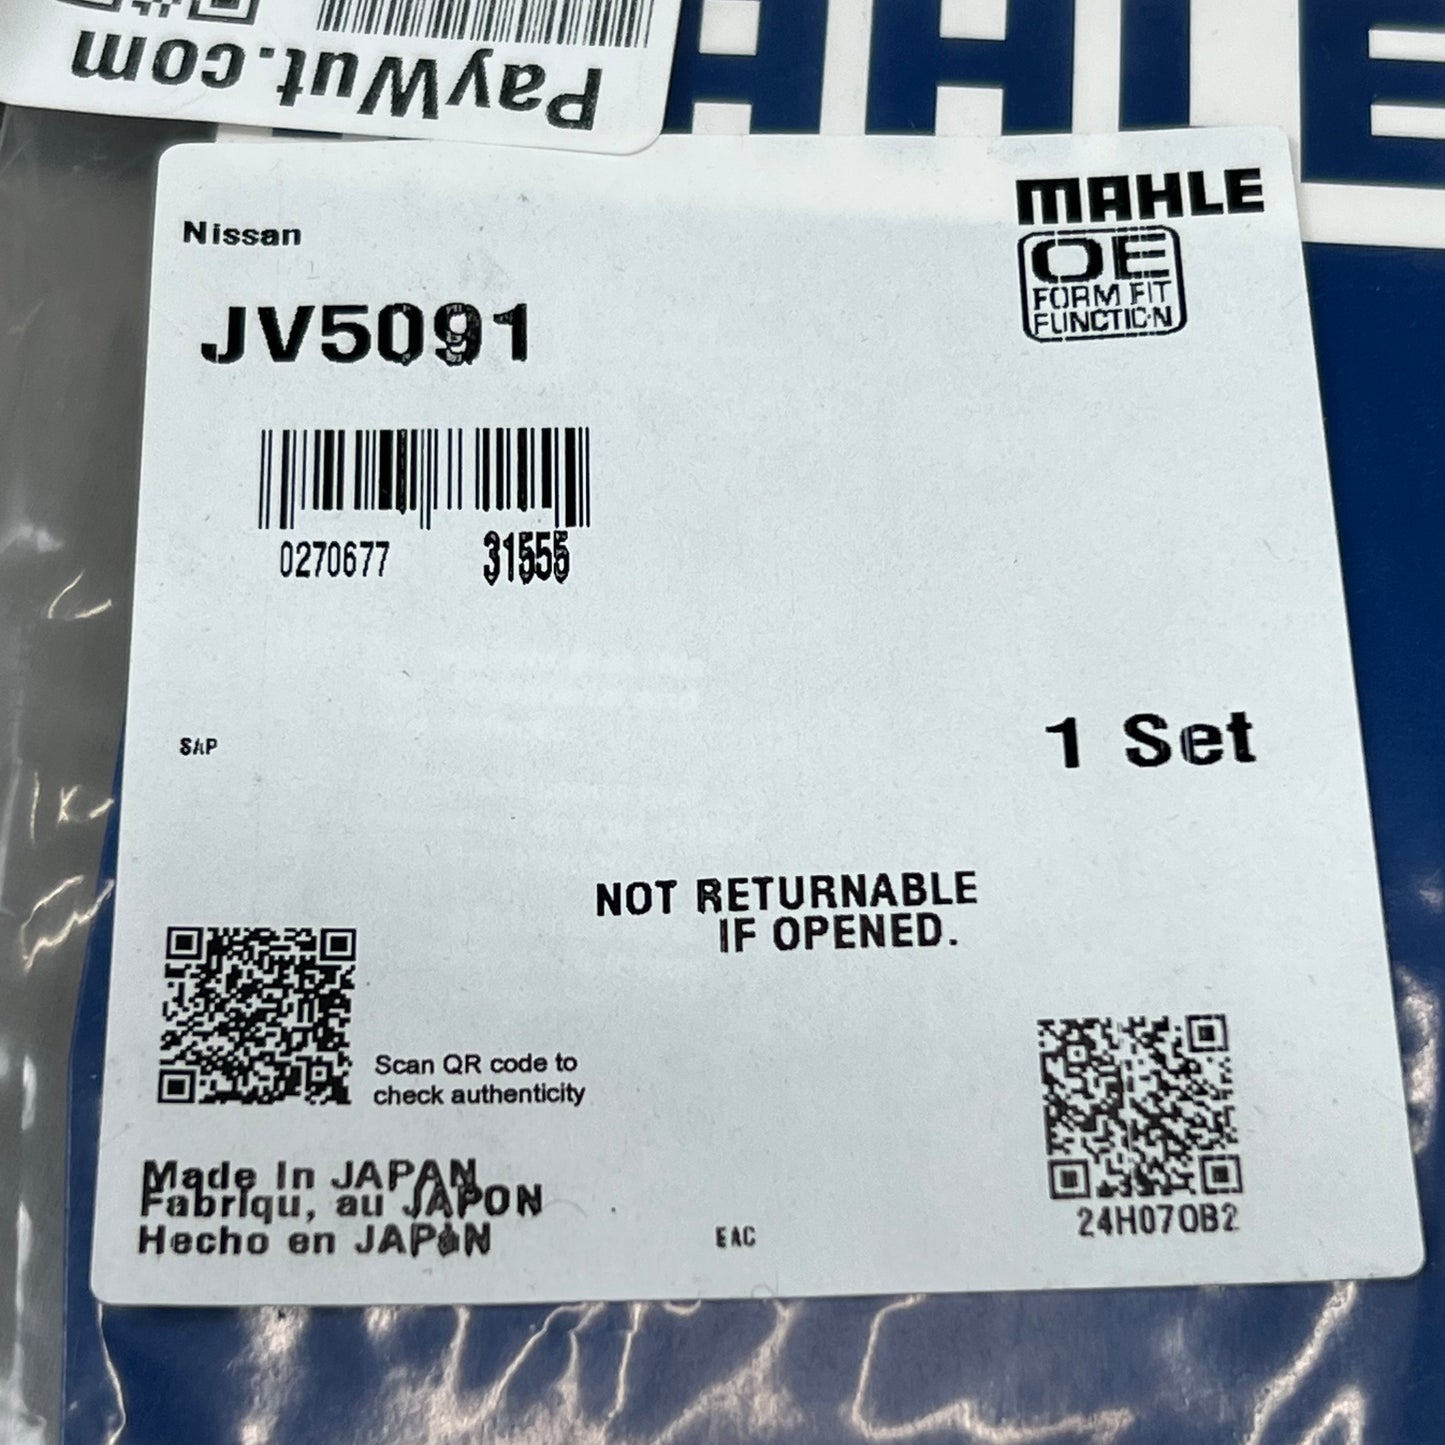 PayWut.com
MAHLE
Nissan
MAHLE
OE
FORM FIT
FUNCTION
JV5091
0270677 31555
SAP
1 Set
NOT RETURNABLE
IF OPENED.
Scan QR code to
check authenticity
Made In JAPAN
Fabriqu, au JAPON
Hecho en JAPAN
EAC
24H070B2